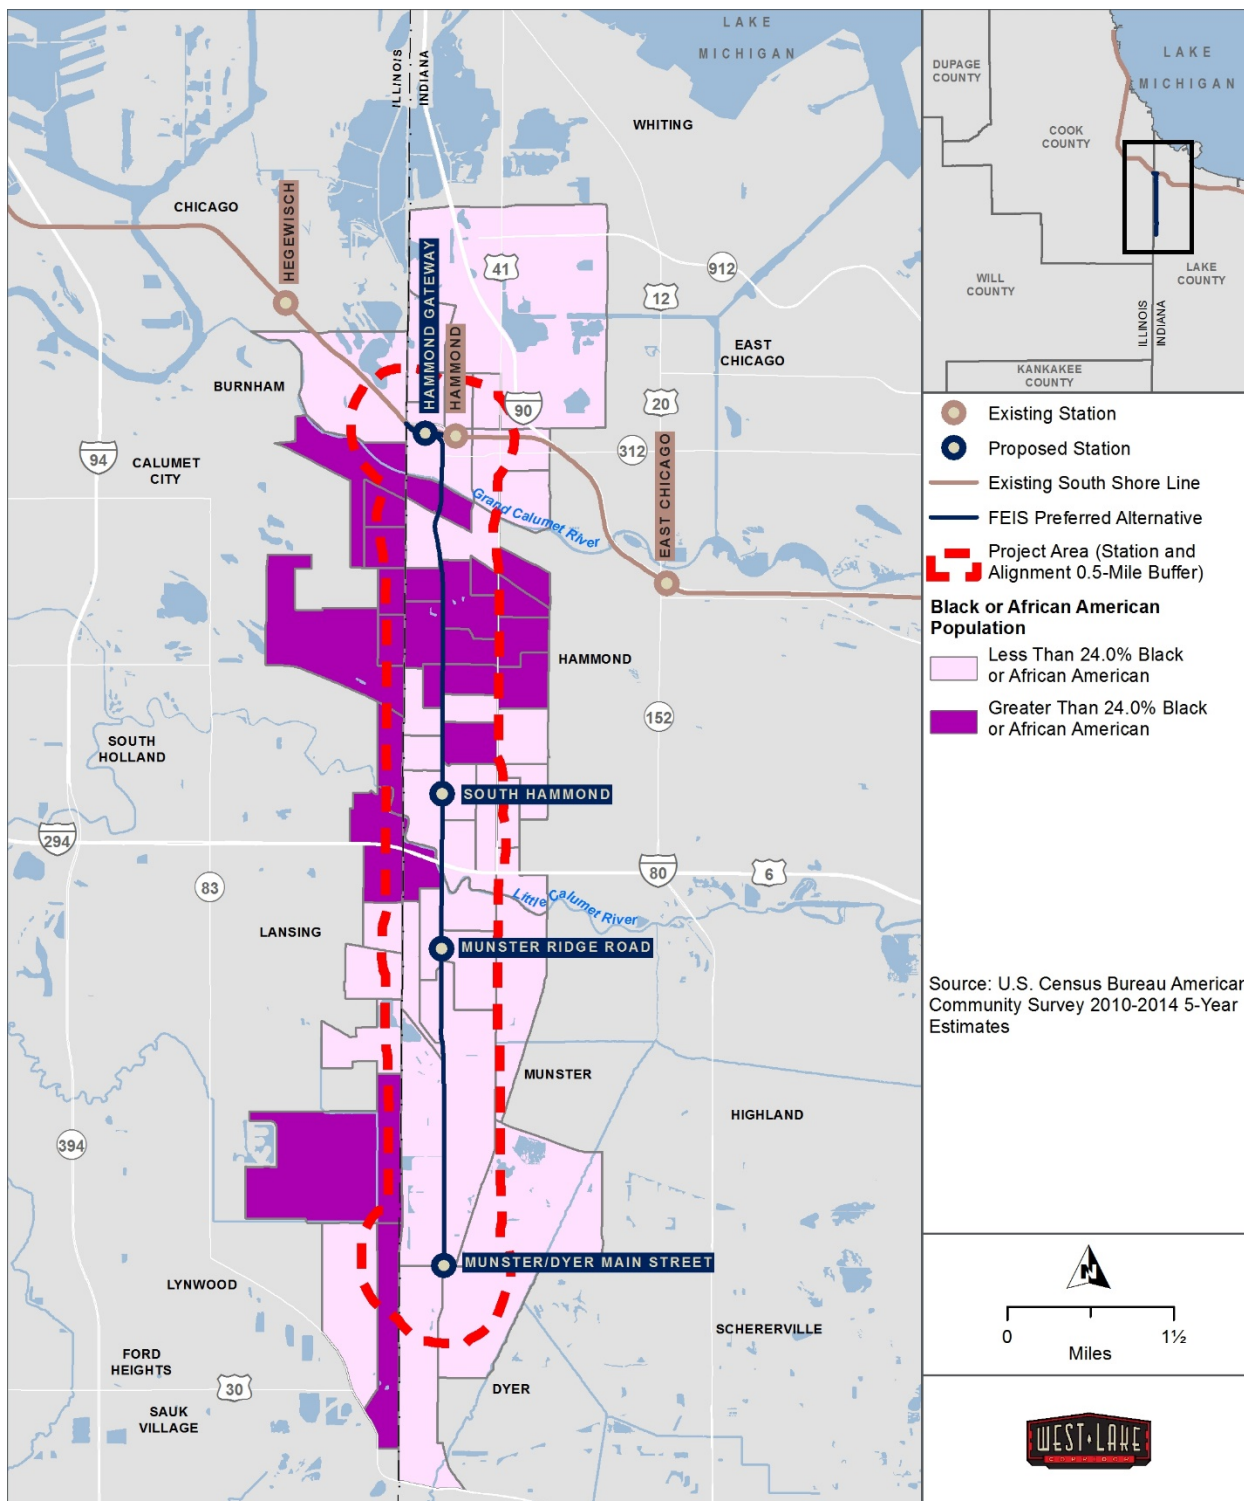 LAKE
MICHIGAN
ILLINOIS
INDIANA
WHITING
CHICAGO
HEGEWISCH
HAMMOND GATEWAY
HAMMOND
41
912
12
EAST
CHICAGO
BURNHAM
90
20
312
94
CALUMET
CITY
EAST CHICAGO
Grand Calumet River
HAMMOND
152
SOUTH
HOLLAND
SOUTH HAMMOND
294
80
6
83
Little Calumet River
LANSING
MUNSTER RIDGE ROAD
MUNSTER
HIGHLAND
394
MUNSTER/DYER MAIN STREET
LYNWOOD
SCHERERVILLE
FORD
HEIGHTS
30
DYER
SAUK
VILLAGE
LAKE
MICHIGAN
DUPAGE
COUNTY
COOK
COUNTY
WILL
COUNTY
LAKE
COUNTY
ILLINOIS
INDIANA
KANKAKEE
COUNTY
Existing Station
Proposed Station
Existing South Shore Line
FEIS Preferred Alternative
Project Area (Station and
Alignment 0.5-Mile Buffer)
Black or African American
Population
Less Than 24.0% Black
or African American
Greater Than 24.0% Black
or African American
Source: U.S. Census Bureau American
Community Survey 2010-2014 5-Year
Estimates
N
0
1½
Miles
WEST LAKE
CORRIDOR